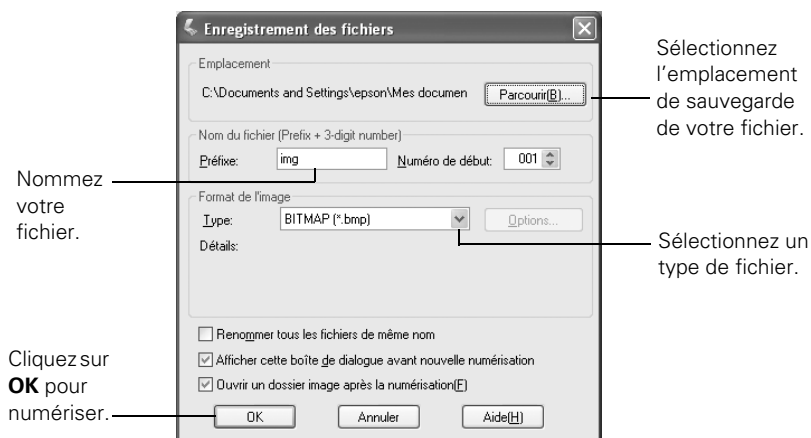 Enregistrement des fichiers
Emplacement
C:\Documents and Settings\epson\Mes documen
Parcourir(B)...
Sélectionnez
l'emplacement
de sauvegarde
de votre fichier.
Nom du fichier (Prefix + 3-digit number)
Préfixe:
img
Numéro de début:
001
Nommez
votre
fichier.
Format de l'image
Type:
BITMAP (*.bmp)
Options...
Détails:
Sélectionnez un
type de fichier.
Renommer tous les fichiers de même nom
Afficher cette boîte de dialogue avant nouvelle numérisation
Ouvrir un dossier image après la numérisation(F)
Cliquez sur
OK pour
numériser.
OK
Annuler
Aide(H)